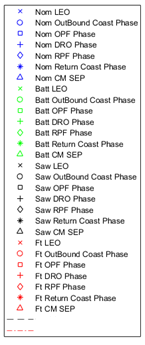 Nom LEO
Nom OutBound Coast Phase
Nom OPF Phase
Nom DRO Phase
Nom RPF Phase
Nom Return Coast Phase
Nom CM SEP
Batt LEO
Batt OutBound Coast Phase
Batt OPF Phase
Batt DRO Phase
Batt RPF Phase
Batt Return Coast Phase
Batt CM SEP
Saw LEO
Saw OutBound Coast Phase
Saw OPF Phase
Saw DRO Phase
Saw RPF Phase
Saw Return Coast Phase
Saw CM SEP
Ft LEO
Ft OutBound Coast Phase
Ft OPF Phase
Ft DRO Phase
Ft RPF Phase
Ft Return Coast Phase
Ft CM SEP